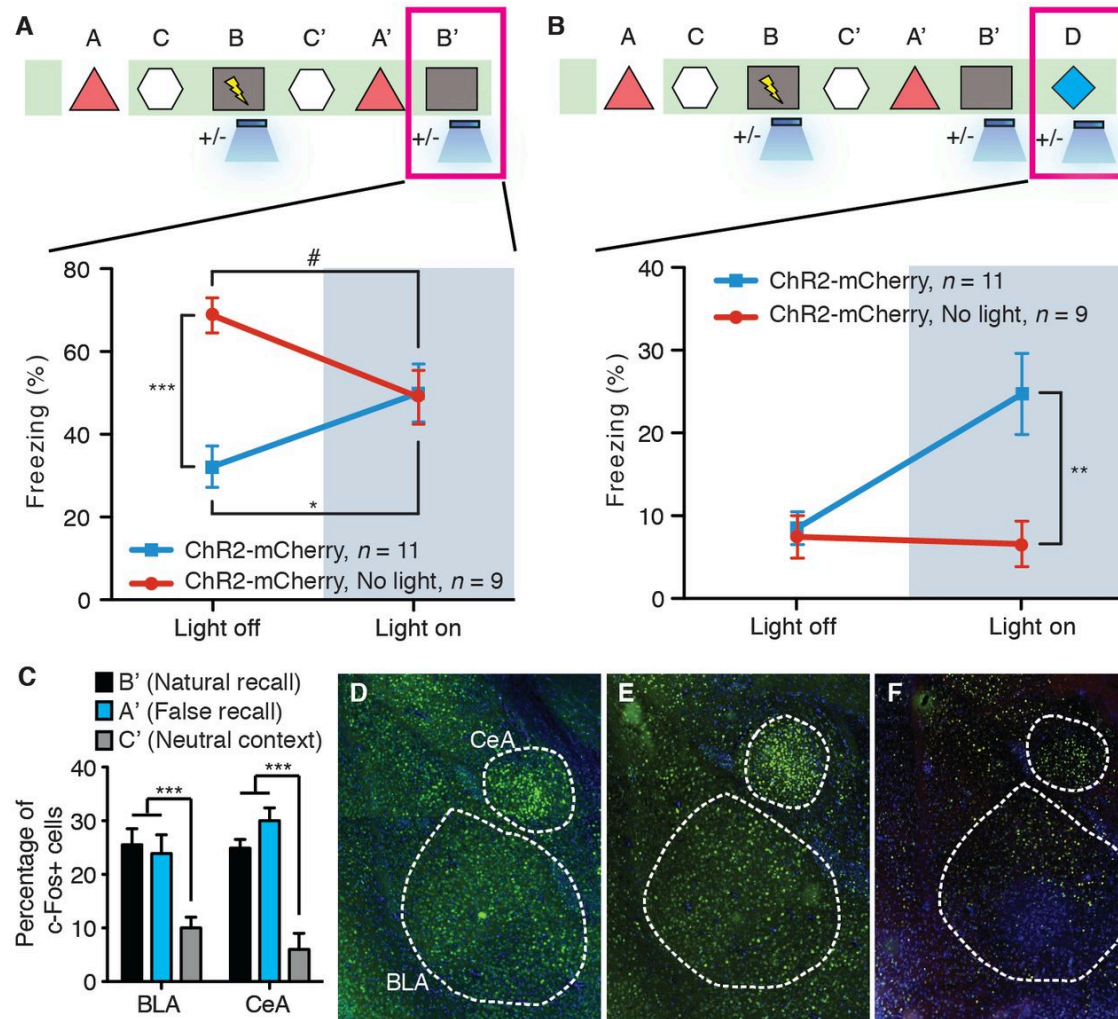 A
A C B C' A' B'
+/- +/-
#
80
60
40
20
0
Freezing (%)
***
*
ChR2-mCherry, n = 11
ChR2-mCherry, No light, n = 9
Light off Light on
B
A C B C' A' B' D
+/- +/- +/-
40
30
20
10
0
Freezing (%)
ChR2-mCherry, n = 11
ChR2-mCherry, No light, n = 9
**
Light off Light on
C
B' (Natural recall)
A' (False recall)
C' (Neutral context)
Percentage of
c-Fos+ cells
40
30
20
10
0
*** ***
BLA CeA
D
CeA
BLA
E
F